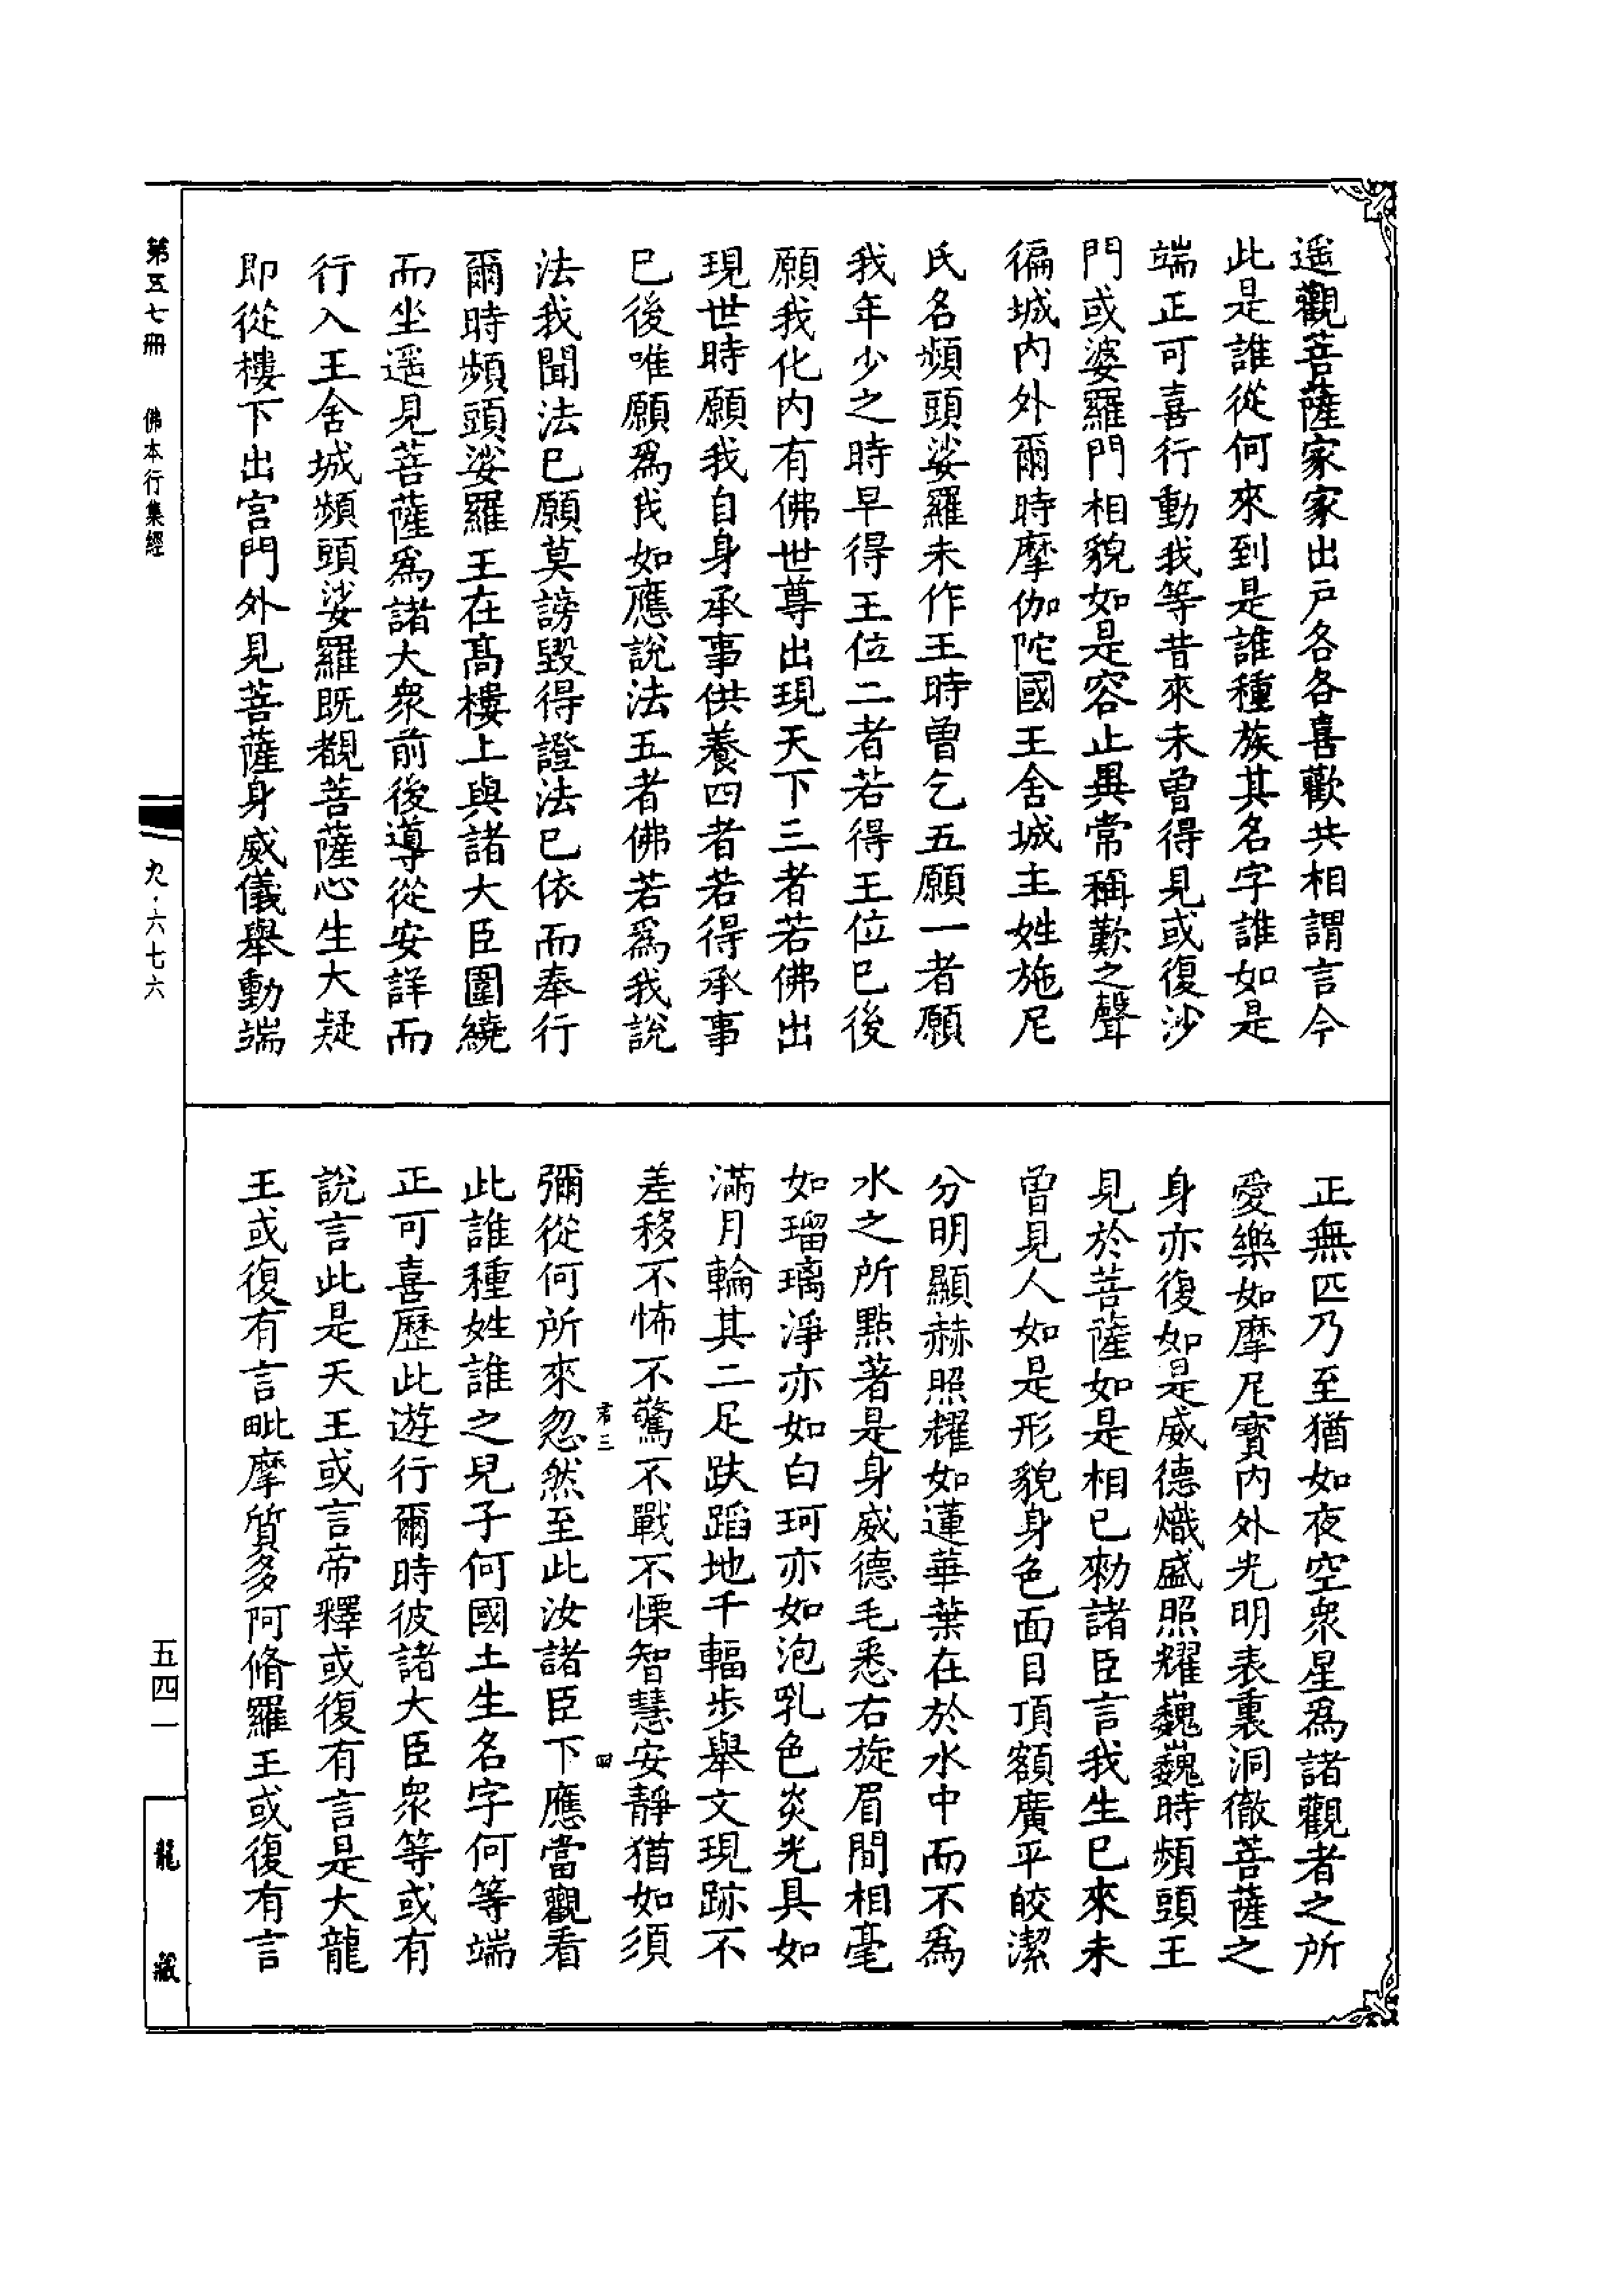 遥觀菩薩家家出戸各各喜歡共相謂言今
此是誰從何來到是誰種族其名字誰如是
端正可喜行動我等昔來未曾得見或復沙
門或婆羅門相貌如是容止異常稱歎之聲
徧城内外爾時摩伽陀國王舍城主姓施尼
氏名頻頭娑羅未作王時曾乞五願一者願
我年少之時早得王位二者若得王位已後
願我化内有佛世尊出現天下三者若佛出
現世時願我自身承事供養四者若得承事
已後唯願爲我如應說法五者佛若爲我說
法我聞法已願莫謗毀得證法已依而奉行
爾時頻頭娑羅王在髙樓上與諸大臣圍繞
而坐遥見菩薩爲諸大衆前後導從安詳而
行入王舍城頻頭娑羅既覩菩薩心生大疑
即從樓下出宫門外見菩薩身威儀舉動端
正無匹乃至猶如夜空衆星爲諸觀者之所
愛樂如摩尼寳内外光明表裏洞徹菩薩之
身亦復如是威德熾盛照耀巍巍時頻頭王
見於菩薩如是相已勑諸臣言我生已來未
曾見人如是形貌身色面目頂額廣平皎潔
分明顯赫照耀如蓮華葉在於水中而不爲
水之所㸃著是身威德毛悉右旋眉間相毫
如瑠璃淨亦如白珂亦如泡乳色炎光具如
滿月輪其二足趺蹈地千輻步舉文現跡不
差移不怖不驚不戰不慄智慧安靜猶如須
彌從何所來忽然至此汝諸臣下應當觀看
此誰種姓誰之兒子何國土生名字何等端
正可喜歷此遊行爾時彼諸大臣衆等或有
說言此是天王或言帝釋或復有言是大龍
王或復有言毗摩質多阿脩羅王或復有言
第五七冊 佛本行集經
九·六七六
五四一
龍藏